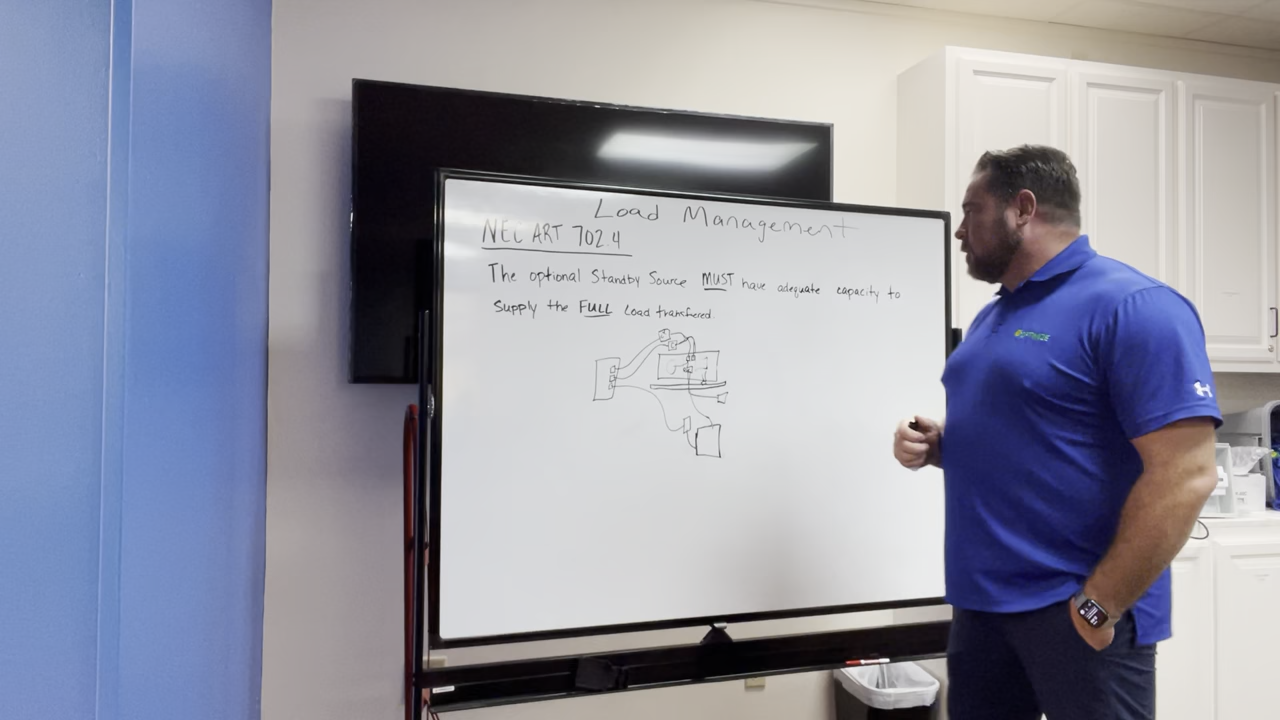 Load Management
NEC ART 702.4
The optional Standby Source MUST have adequate capacity to
Supply the FULL Load transfered.